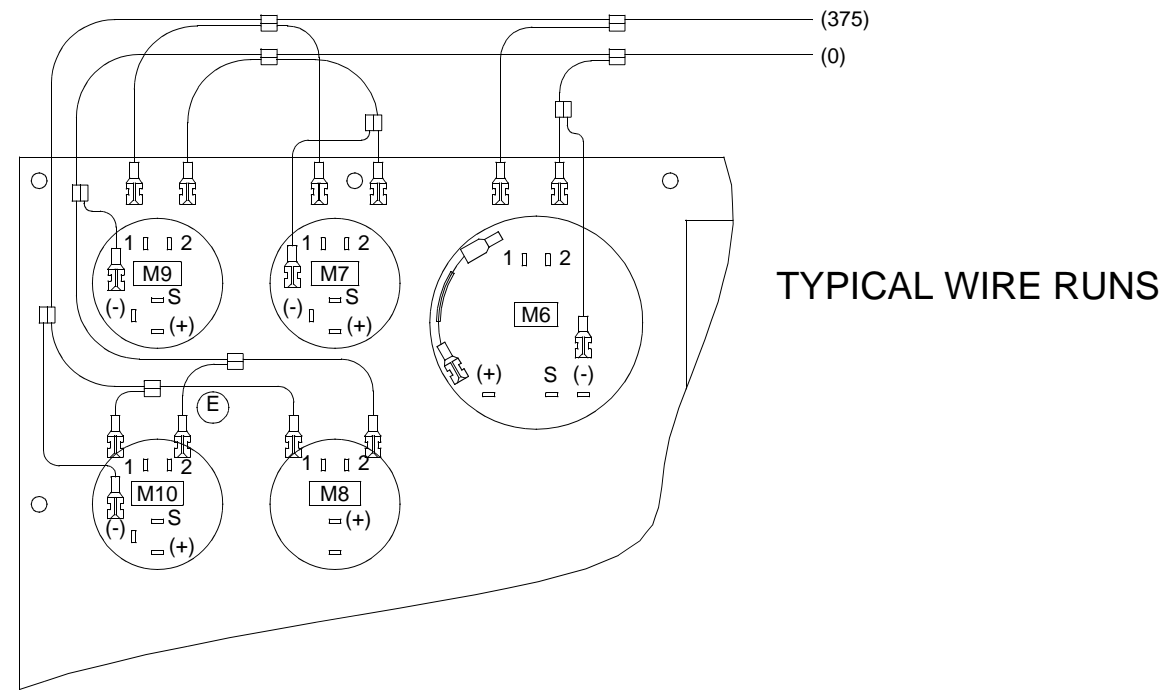 (375)
(0)
1 2
M9
S
(-)
(+)
1 2
M7
S
(-)
(+)
1 2
M6
(+) S (-)
TYPICAL WIRE RUNS
E
1 2
M10
S
(-)
(+)
1 2
M8
(+)